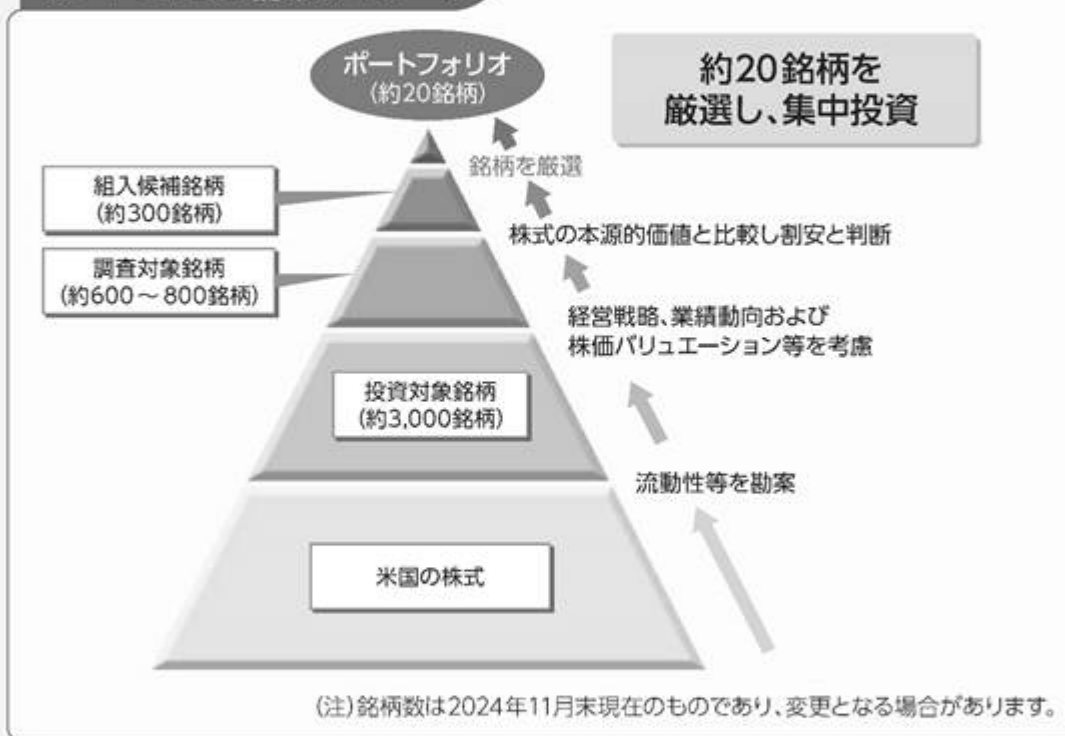 ポートフォリオ
(約20銘柄)
約20銘柄を
厳選し、集中投資
銘柄を厳選
組入候補銘柄
(約300銘柄)
株式の本源的価値と比較し割安と判断
調査対象銘柄
(約600～800銘柄)
経営戦略、業績動向および
株価バリュエーション等を考慮
投資対象銘柄
(約3,000銘柄)
流動性等を勘案
米国の株式
(注)銘柄数は2024年11月末現在のものであり、変更となる場合があります。